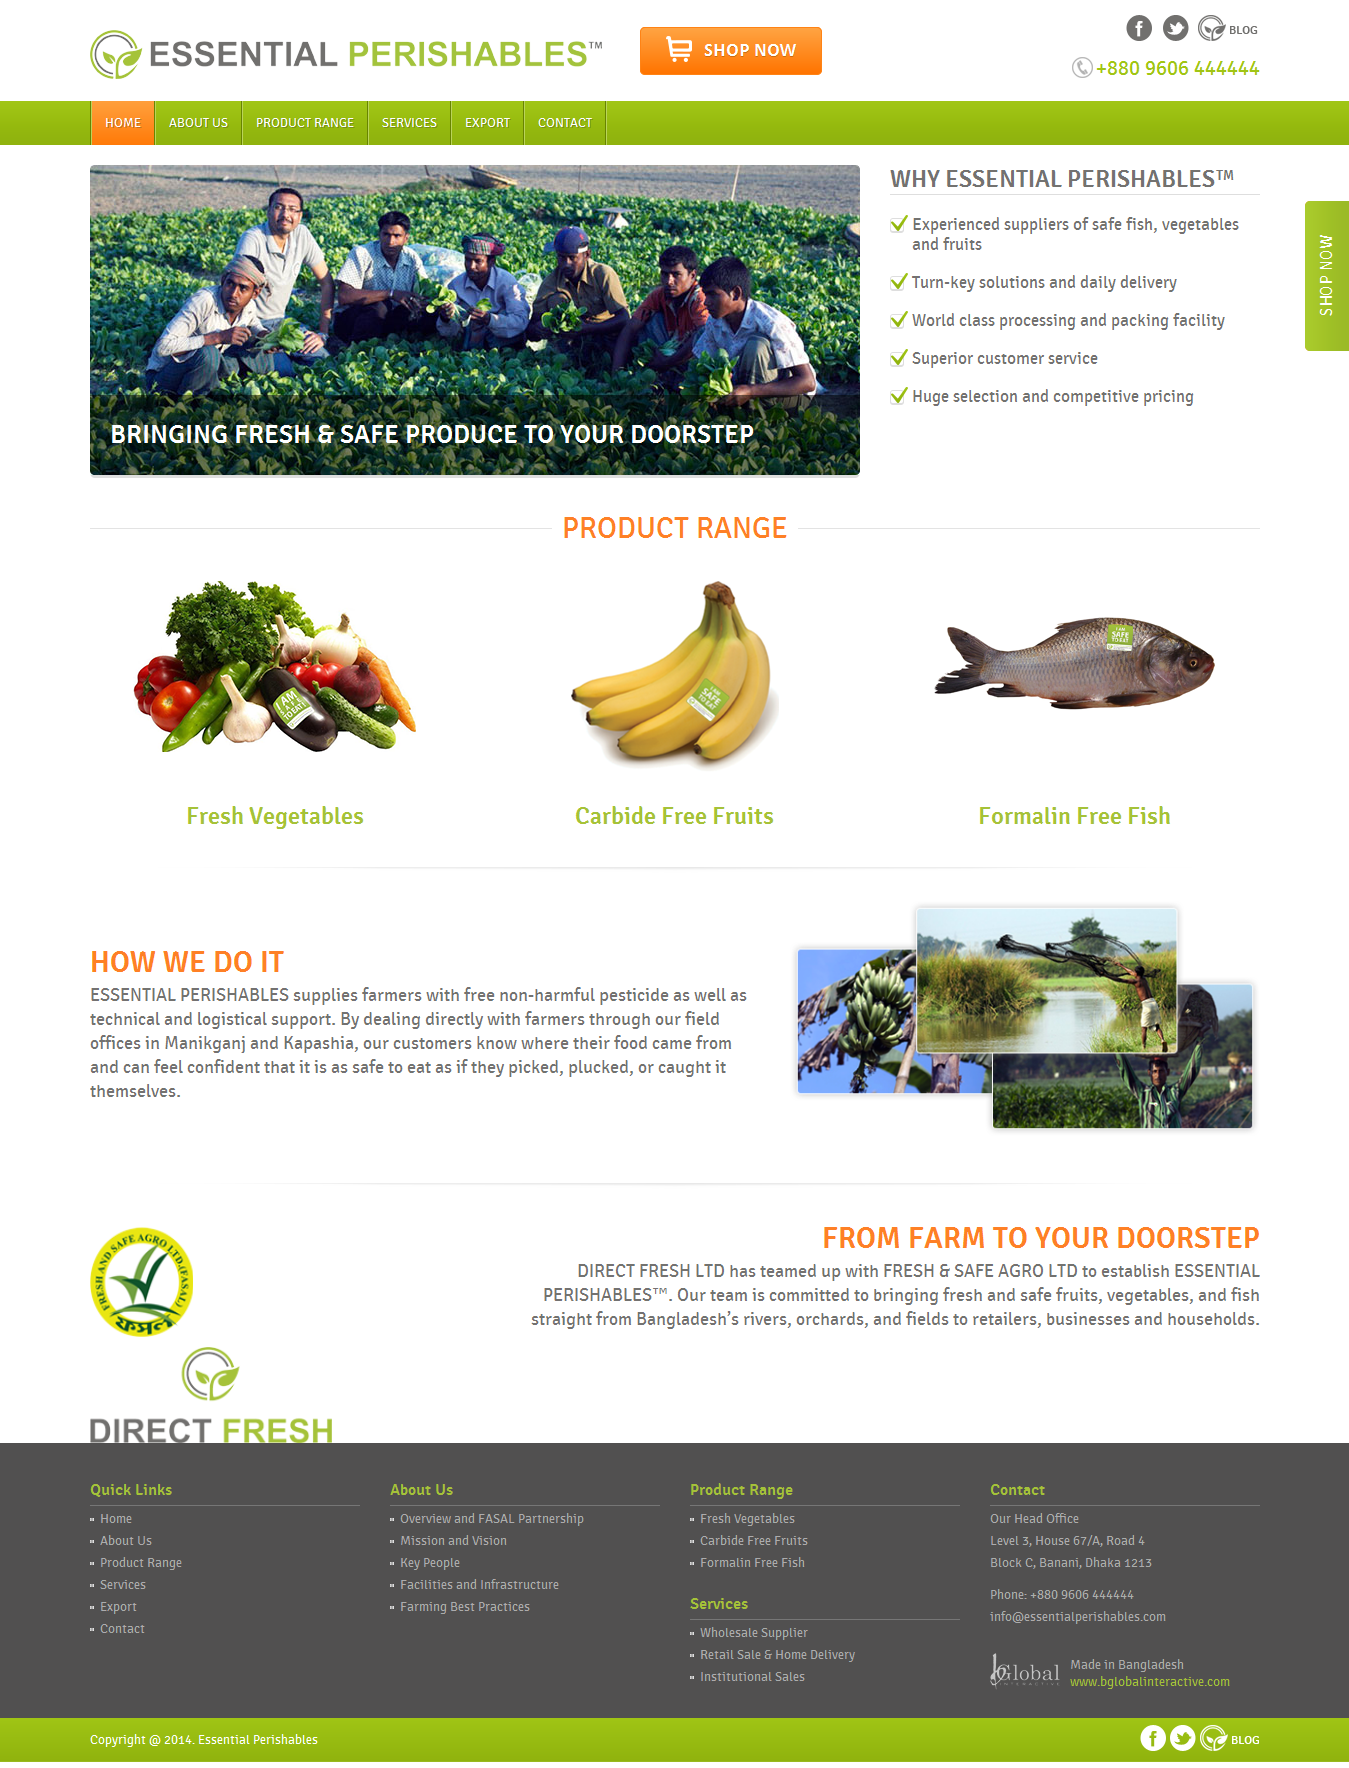 ESSENTIAL PERISHABLES™
SHOP NOW
BLOG
+880 9606 444444
HOME
ABOUT US
PRODUCT RANGE
SERVICES
EXPORT
CONTACT
BRINGING FRESH & SAFE PRODUCE TO YOUR DOORSTEP
WHY ESSENTIAL PERISHABLES™
Experienced suppliers of safe fish, vegetables
and fruits
Turn-key solutions and daily delivery
World class processing and packing facility
Superior customer service
Huge selection and competitive pricing
SHOP NOW
PRODUCT RANGE
I AM
TO EAT!
I AM
SAFE
TO EAT
I AM
SAFE
TO EAT
Fresh Vegetables
Carbide Free Fruits
Formalin Free Fish
HOW WE DO IT
ESSENTIAL PERISHABLES supplies farmers with free non-harmful pesticide as well as
technical and logistical support. By dealing directly with farmers through our field
offices in Manikganj and Kapashia, our customers know where their food came from
and can feel confident that it is as safe to eat as if they picked, plucked, or caught it
themselves.
FRESH AND SAFE AGRO LTD. (FASAL)
ফসল
DIRECT FRESH
FROM FARM TO YOUR DOORSTEP
DIRECT FRESH LTD has teamed up with FRESH & SAFE AGRO LTD to establish ESSENTIAL
PERISHABLES™. Our team is committed to bringing fresh and safe fruits, vegetables, and fish
straight from Bangladesh’s rivers, orchards, and fields to retailers, businesses and households.
Quick Links
Home
About Us
Product Range
Services
Export
Contact
About Us
Overview and FASAL Partnership
Mission and Vision
Key People
Facilities and Infrastructure
Farming Best Practices
Product Range
Fresh Vegetables
Carbide Free Fruits
Formalin Free Fish
Services
Wholesale Supplier
Retail Sale & Home Delivery
Institutional Sales
Contact
Our Head Office
Level 3, House 67/A, Road 4
Block C, Banani, Dhaka 1213
Phone: +880 9606 444444
info@essentialperishables.com
bGlobal
INTERACTIVE
Made in Bangladesh
www.bglobalinteractive.com
Copyright @ 2014. Essential Perishables
BLOG